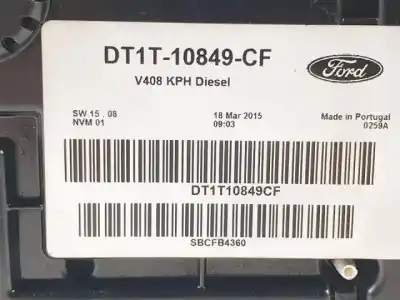 DT1T-10849-CF
V408 KPH Diesel
Ford
SW 15 . 08
NVM 01
18 Mar 2015
09:03
Made in Portugal
0259A
DT1T10849CF
SBCFB4360